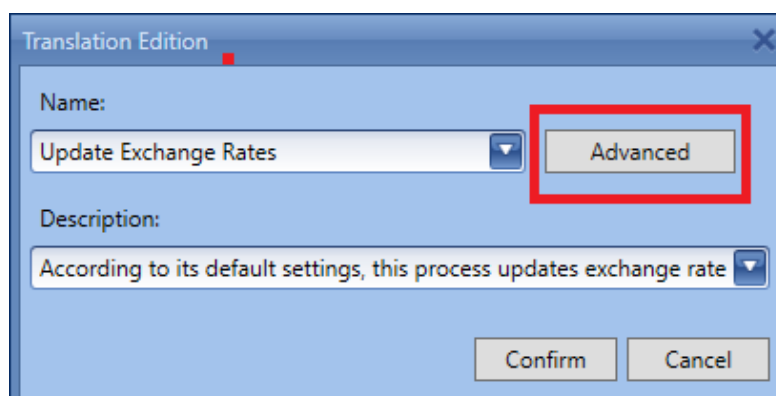 Translation Edition
Name:
Update Exchange Rates
Advanced
Description:
According to its default settings, this process updates exchange rate
Confirm
Cancel